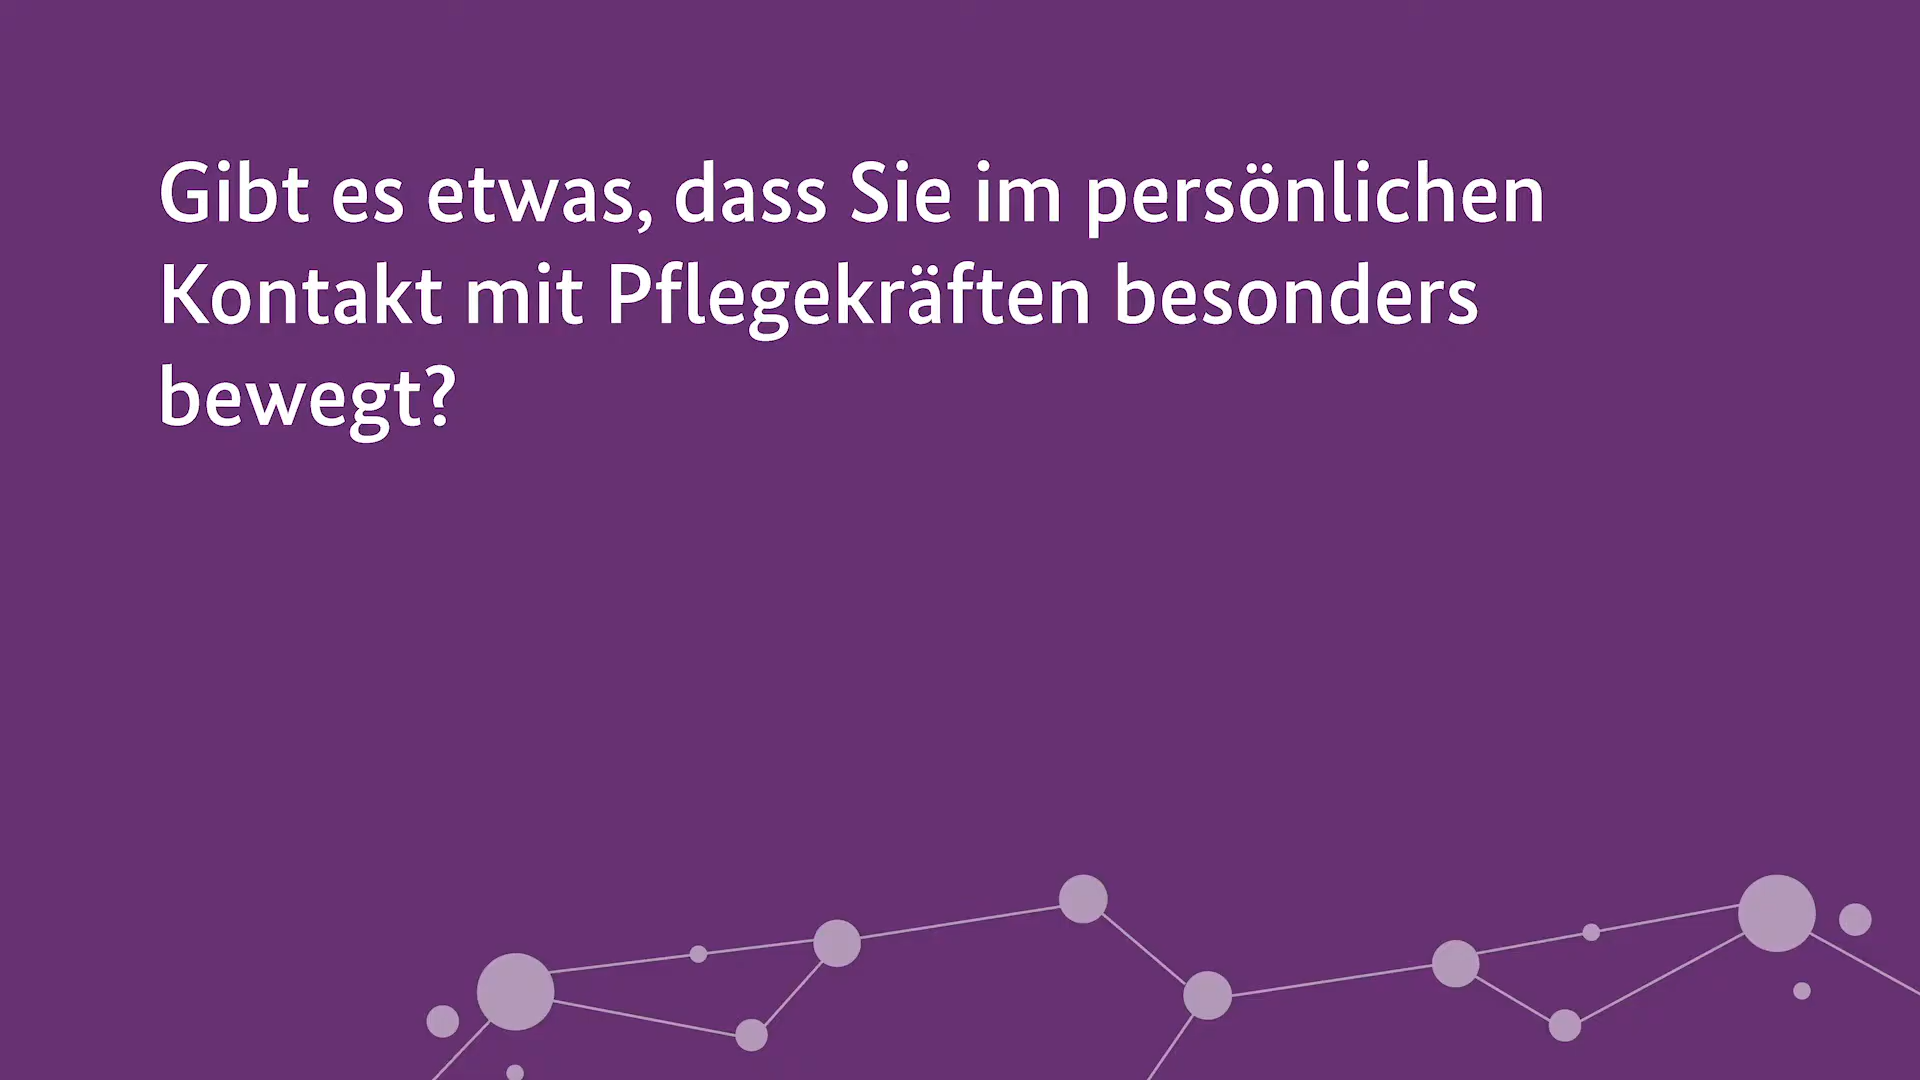 Gibt es etwas, dass Sie im persönlichen
Kontakt mit Pflegekräften besonders
bewegt?